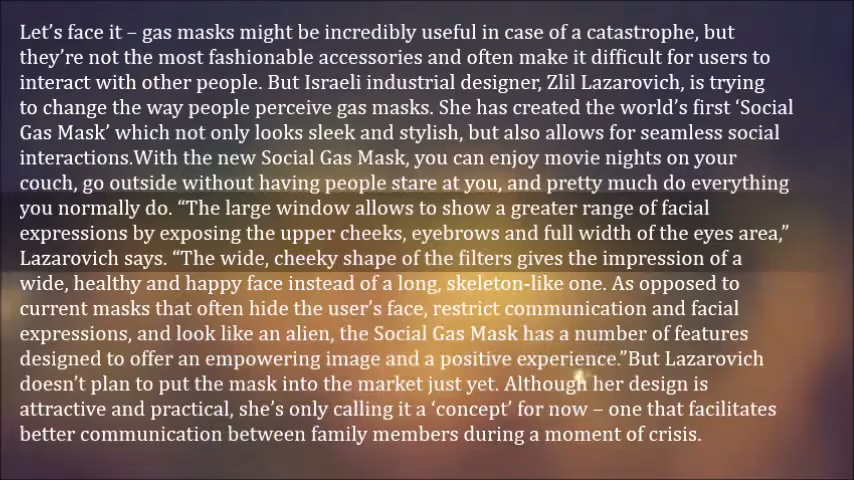 Let’s face it – gas masks might be incredibly useful in case of a catastrophe, but
they’re not the most fashionable accessories and often make it difficult for users to
interact with other people. But Israeli industrial designer, Zlil Lazarovich, is trying
to change the way people perceive gas masks. She has created the world’s first ‘Social
Gas Mask’ which not only looks sleek and stylish, but also allows for seamless social
interactions.With the new Social Gas Mask, you can enjoy movie nights on your
couch, go outside without having people stare at you, and pretty much do everything
you normally do. “The large window allows to show a greater range of facial
expressions by exposing the upper cheeks, eyebrows and full width of the eyes area,”
Lazarovich says. “The wide, cheeky shape of the filters gives the impression of a
wide, healthy and happy face instead of a long, skeleton-like one. As opposed to
current masks that often hide the user’s face, restrict communication and facial
expressions, and look like an alien, the Social Gas Mask has a number of features
designed to offer an empowering image and a positive experience.”But Lazarovich
doesn’t plan to put the mask into the market just yet. Although her design is
attractive and practical, she’s only calling it a ‘concept’ for now – one that facilitates
better communication between family members during a moment of crisis.